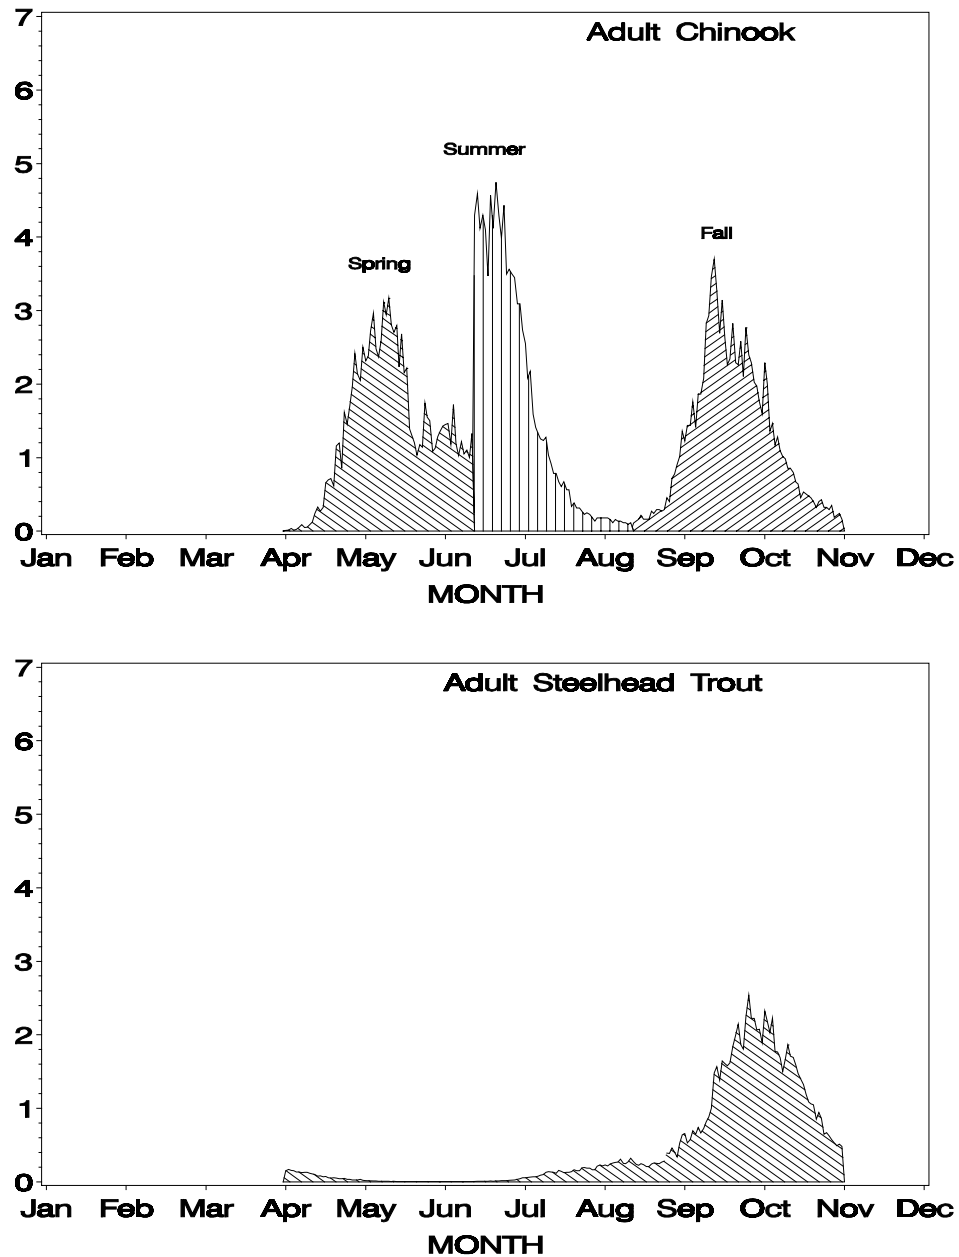 Adult Chinook
7
6
Summer
5
4
Fall
Spring
3
2
1
0
Jan Feb Mar Apr May Jun Jul Aug Sep Oct Nov Dec
MONTH
7
Adult Steelhead Trout
6
5
4
3
2
1
0
Jan Feb Mar Apr May Jun Jul Aug Sep Oct Nov Dec
MONTH